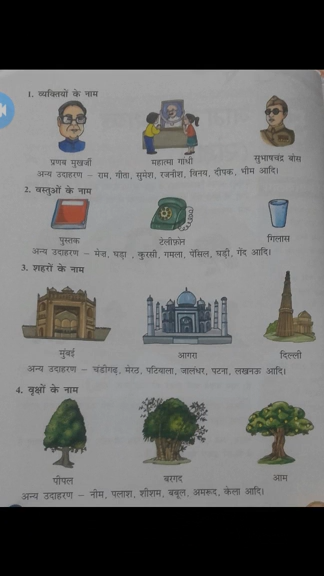 1. व्यक्तियों के नाम
प्रणब मुखर्जी महात्मा गांधी सुभाषचंद्र बोस
अन्य उदाहरण – राम, गीता, सुमेश, रजनीश, विनय, दीपक, भीम आदि।
2. वस्तुओं के नाम
पुस्तक टेलीफ़ोन गिलास
अन्य उदाहरण – मेज़, घड़ा, कुरसी, गमला, पेंसिल, घड़ी, गेंद आदि।
3. शहरों के नाम
मुंबई आगरा दिल्ली
अन्य उदाहरण – चंडीगढ़, मेरठ, पटियाला, जालंधर, पटना, लखनऊ आदि।
4. वृक्षों के नाम
पीपल बरगद आम
अन्य उदाहरण – नीम, पलाश, शीशम, बबूल, अमरूद, केला आदि।